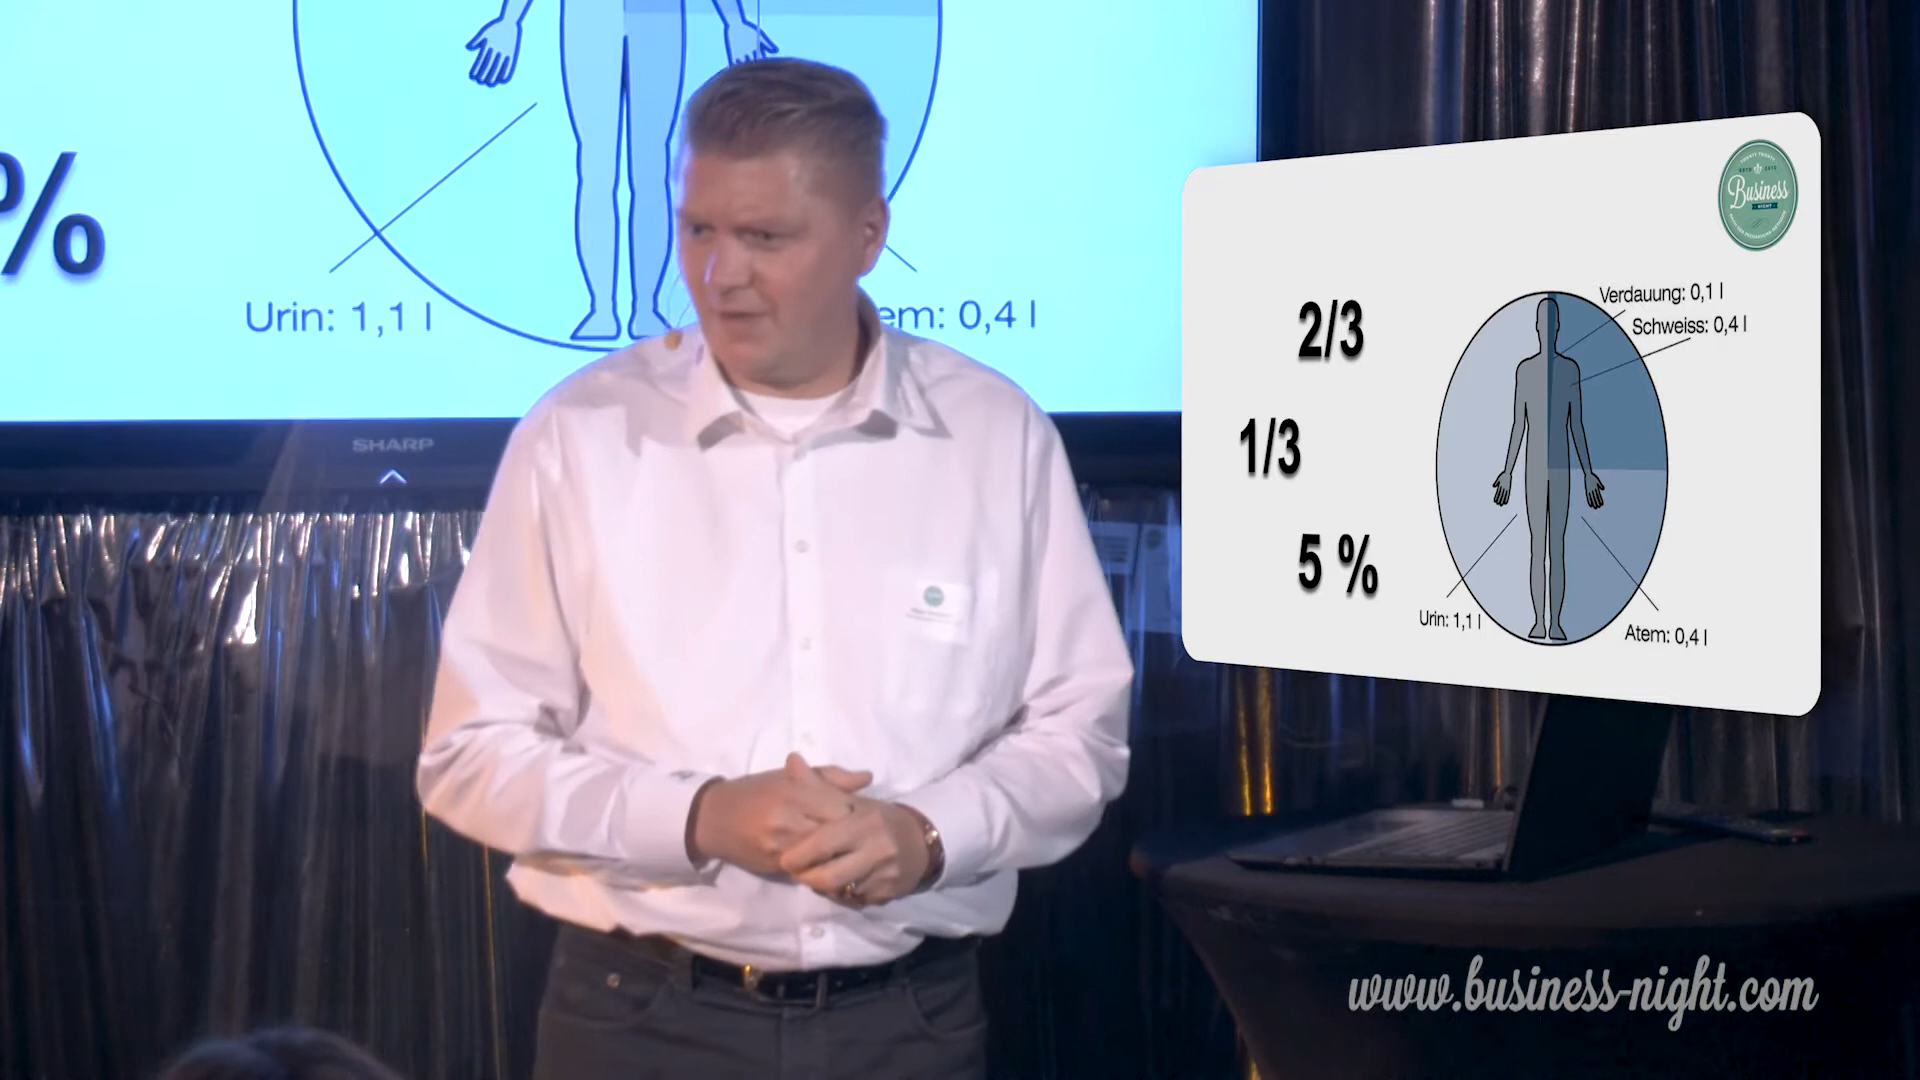 %
Urin: 1,1 l
em: 0,4 l
SHARP
Business
NIGHT
2/3
1/3
5 %
Verdauung: 0,1 l
Schweiss: 0,4 l
Urin: 1,1 l
Atem: 0,4 l
www.business-night.com